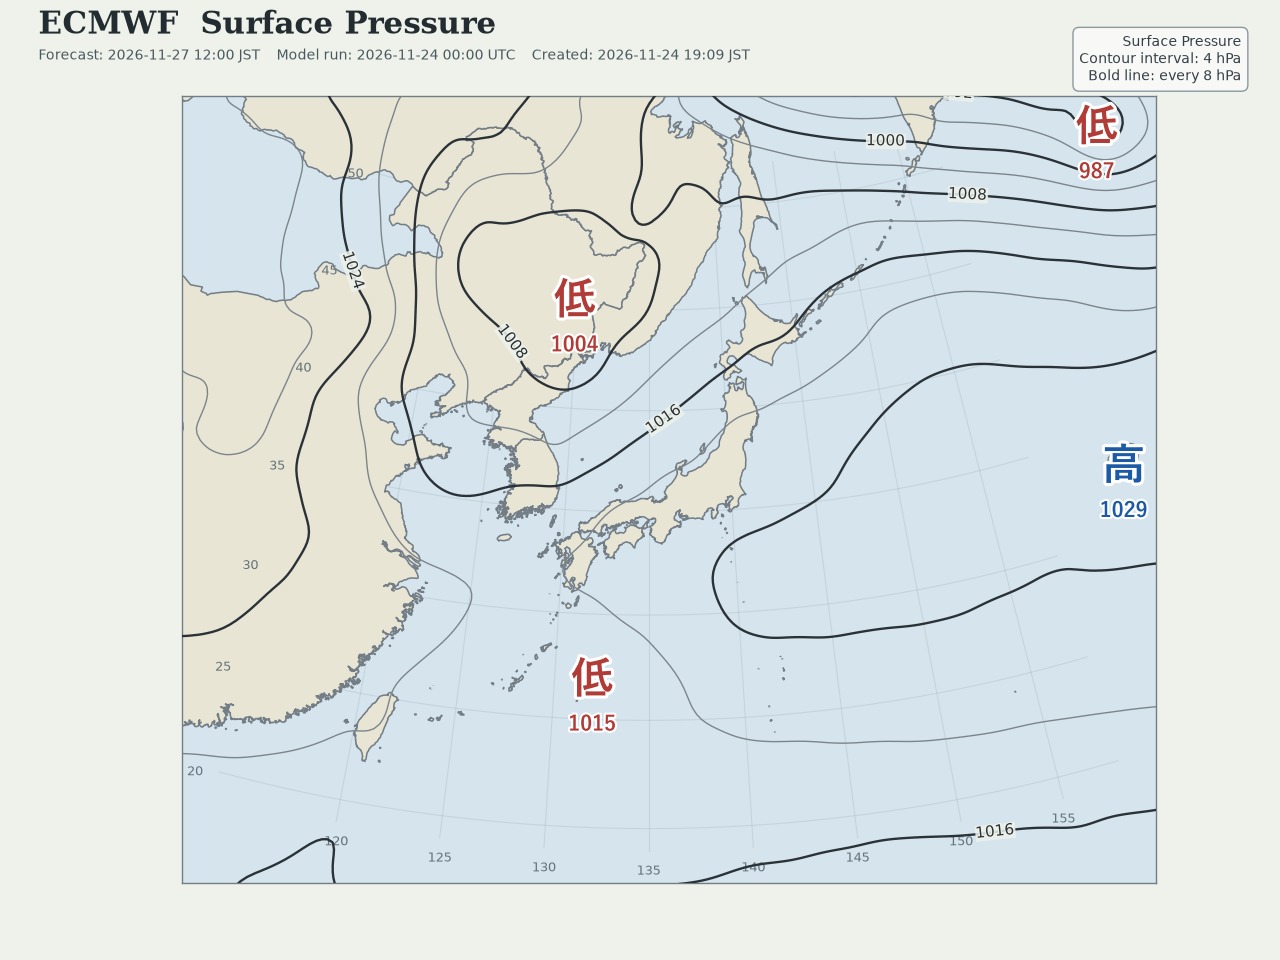 ECMWF  Surface Pressure
Forecast: 2026-11-27 12:00 JST    Model run: 2026-11-24 00:00 UTC    Created: 2026-11-24 19:09 JST
Surface Pressure
Contour interval: 4 hPa
Bold line: every 8 hPa
低
987
1000
50
1008
1024
45
低
1004
1008
40
1016
35
高
1029
30
25
低
1015
20
155
1016
120
150
125
145
130
140
135